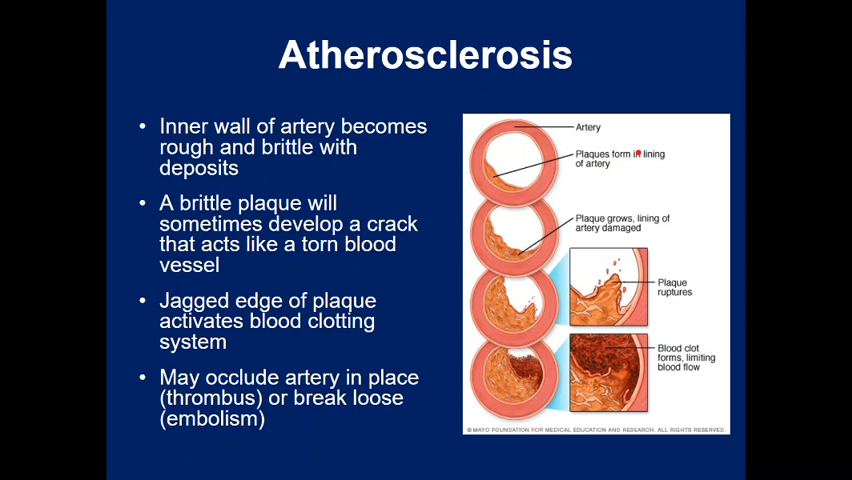 Atherosclerosis
• Inner wall of artery becomes
rough and brittle with
deposits
• A brittle plaque will
sometimes develop a crack
that acts like a torn blood
vessel
• Jagged edge of plaque
activates blood clotting
system
• May occlude artery in place
(thrombus) or break loose
(embolism)
Artery
Plaques form in lining
of artery
Plaque grows, lining of
artery damaged
Plaque
ruptures
Blood clot
forms, limiting
blood flow
© MAYO FOUNDATION FOR MEDICAL EDUCATION AND RESEARCH. ALL RIGHTS RESERVED.